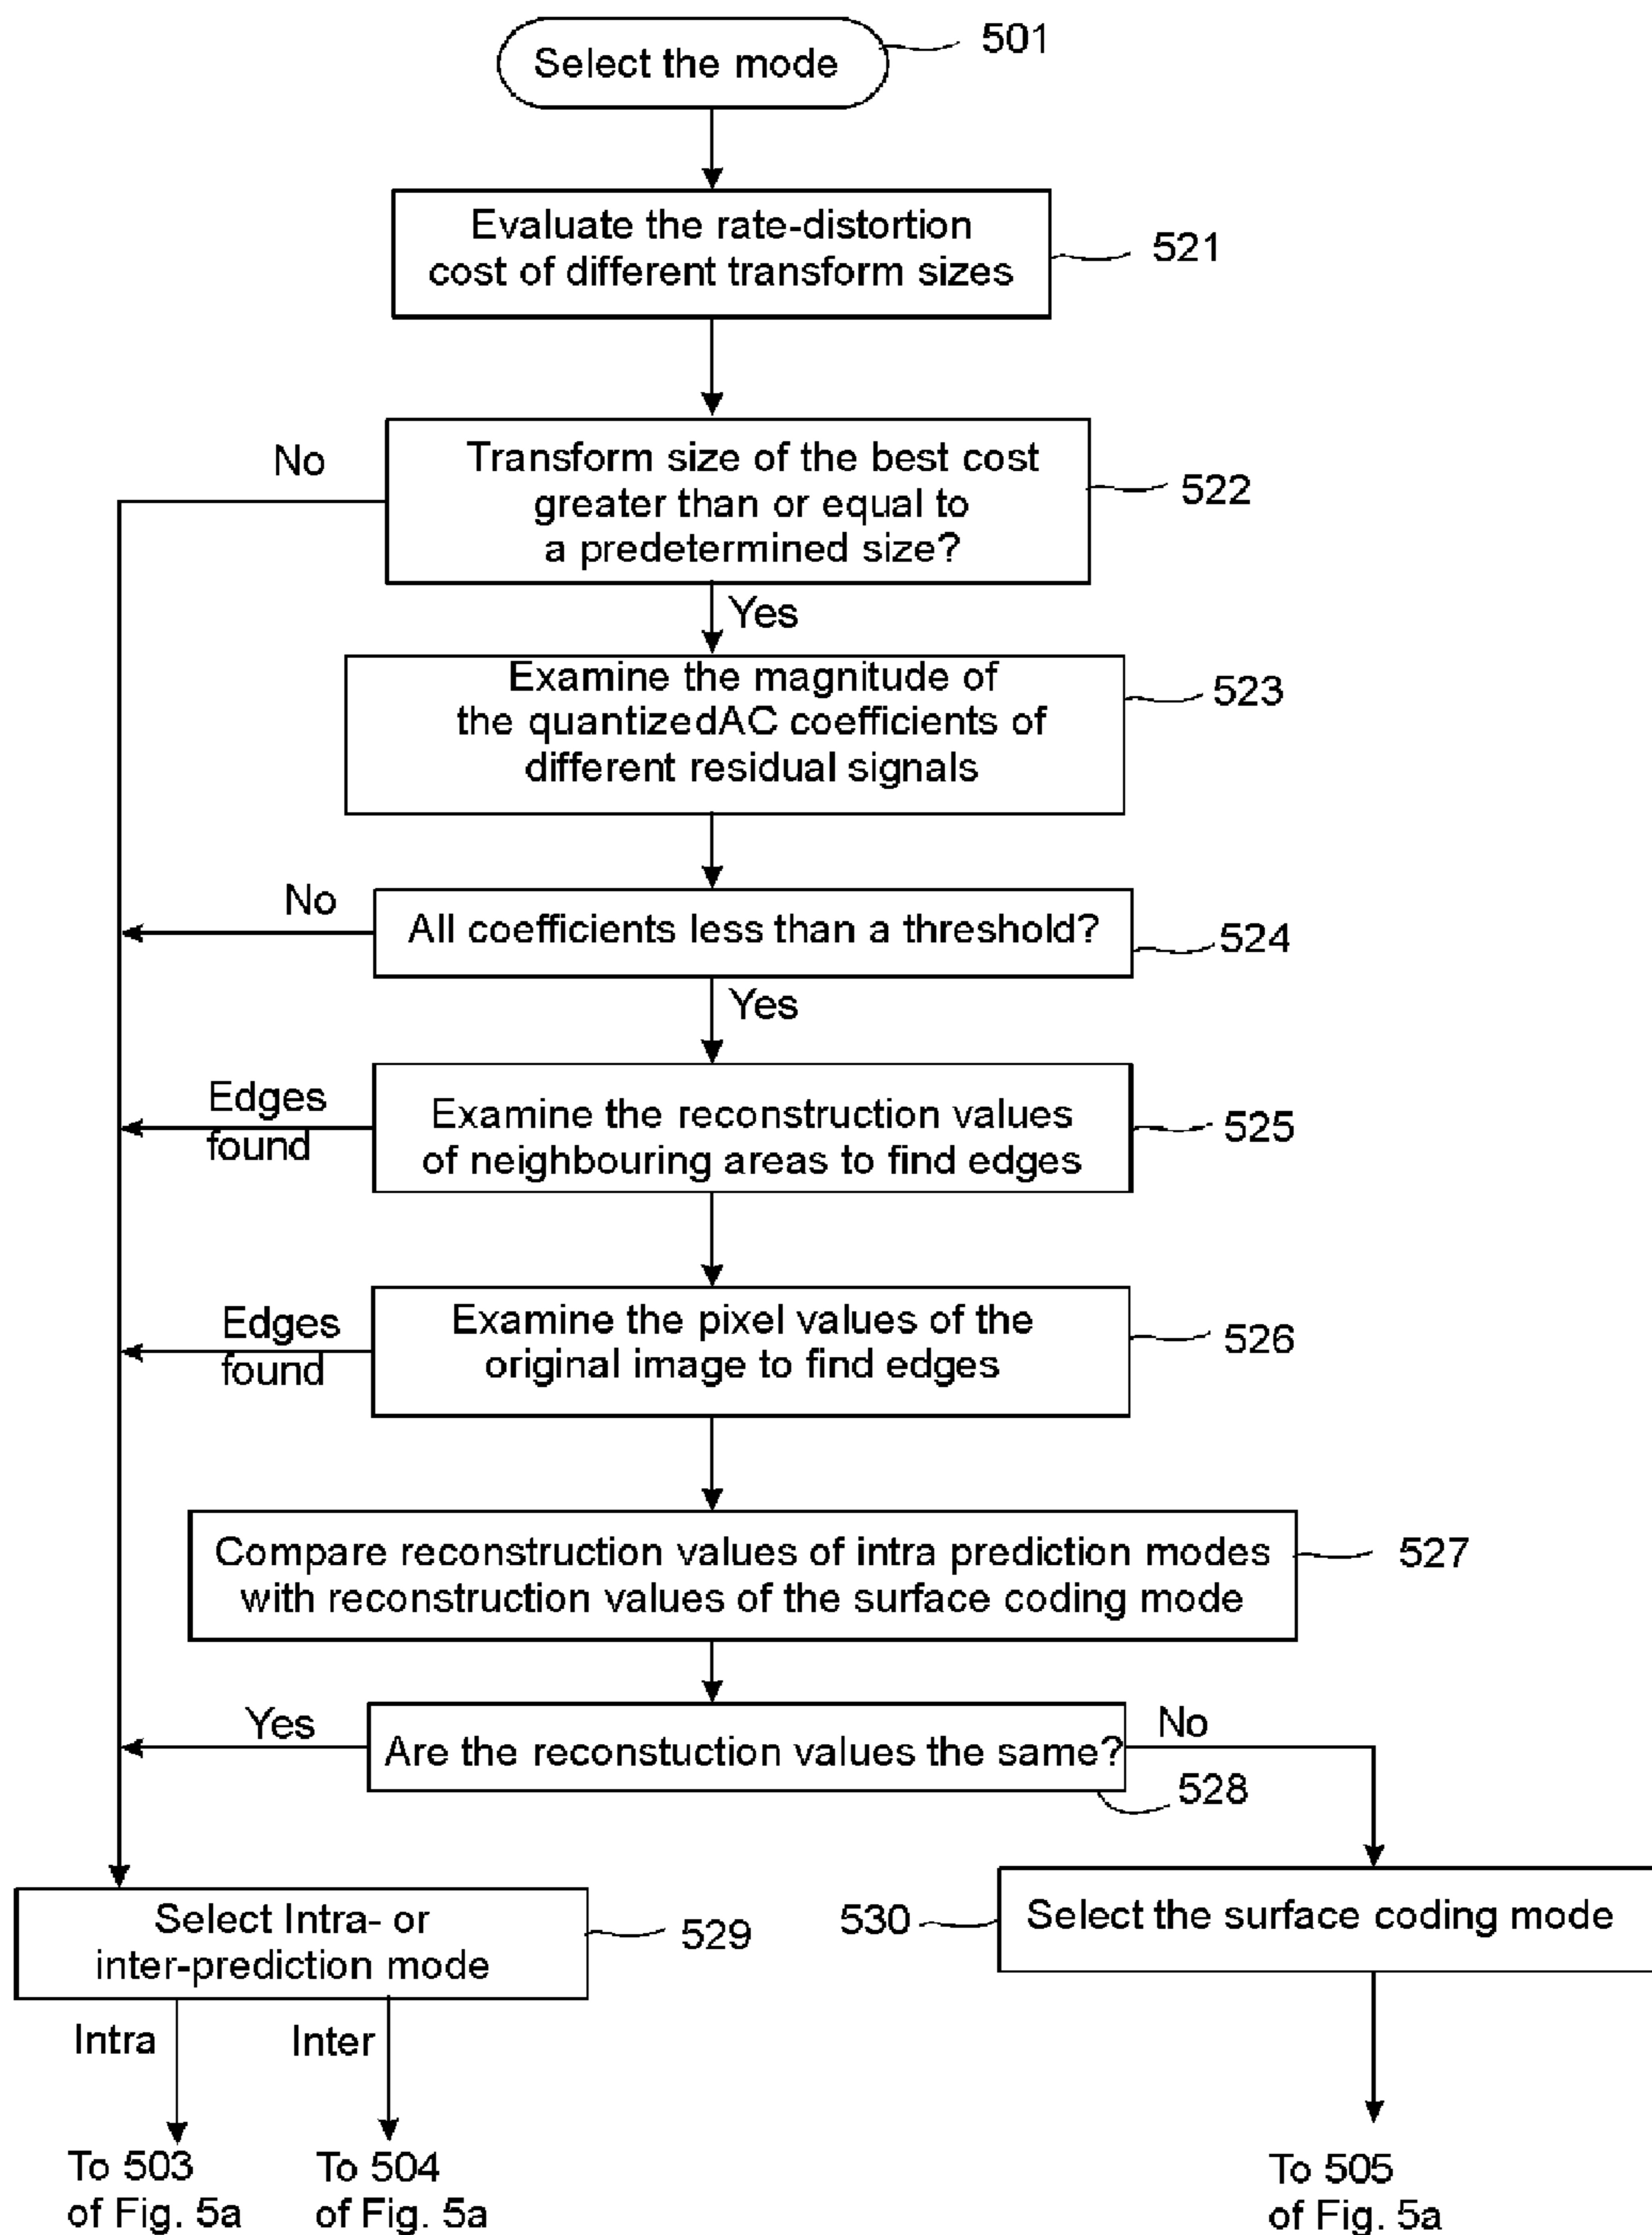 Select the mode
501
Evaluate the rate-distortion
cost of different transform sizes
521
No
Transform size of the best cost
greater than or equal to
a predetermined size?
522
Yes
Examine the magnitude of
the quantizedAC coefficients of
different residual signals
523
No
All coefficients less than a threshold?
524
Yes
Edges
found
Examine the reconstruction values
of neighbouring areas to find edges
525
Edges
found
Examine the pixel values of the
original image to find edges
526
Compare reconstruction values of intra prediction modes
with reconstruction values of the surface coding mode
527
Yes
Are the reconstuction values the same?
No
528
Select Intra- or
inter-prediction mode
529
530
Select the surface coding mode
Intra
Inter
To 503
of Fig. 5a
To 504
of Fig. 5a
To 505
of Fig. 5a